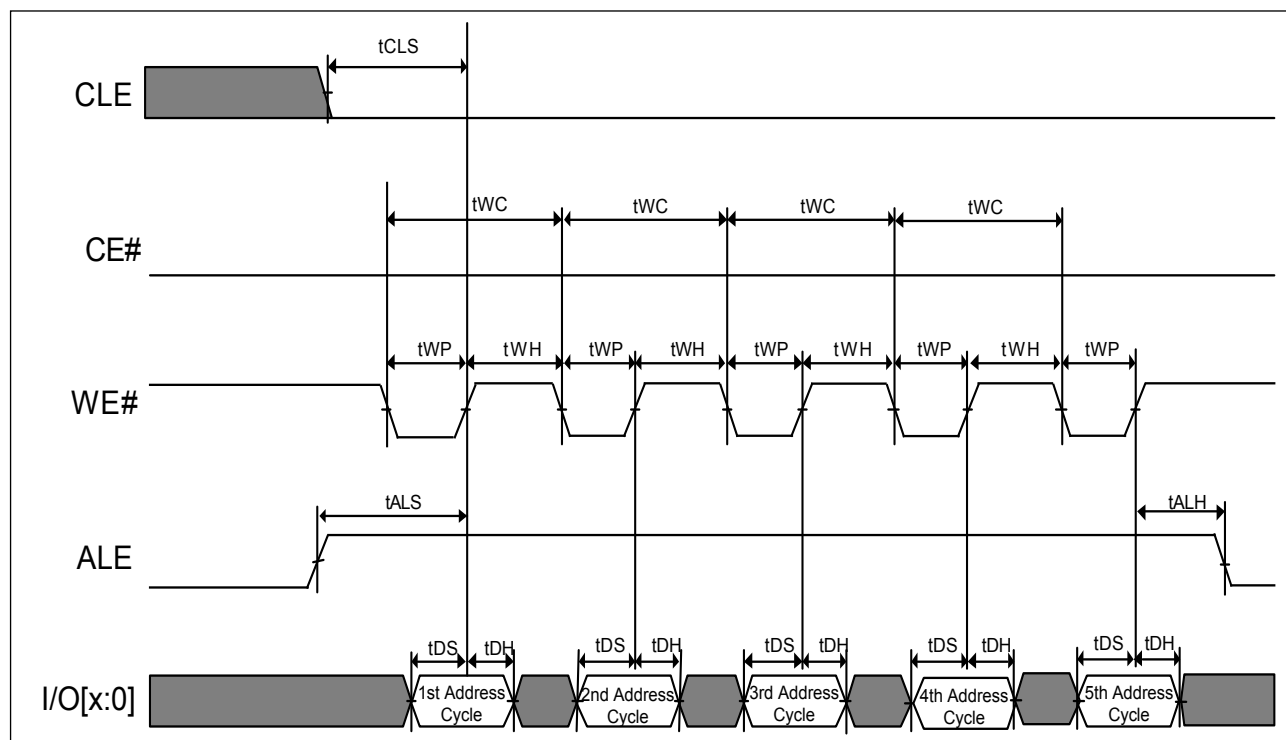 tCLS
CLE
tWC tWC tWC tWC
CE#
tWP tWH tWP tWH tWP tWH tWP tWH tWP
WE#
tALS tALH
ALE
tDS tDH tDS tDH tDS tDH tDS tDH tDS tDH
I/O[x:0]
1st Address 2nd Address 3rd Address 4th Address 5th Address
Cycle Cycle Cycle Cycle Cycle